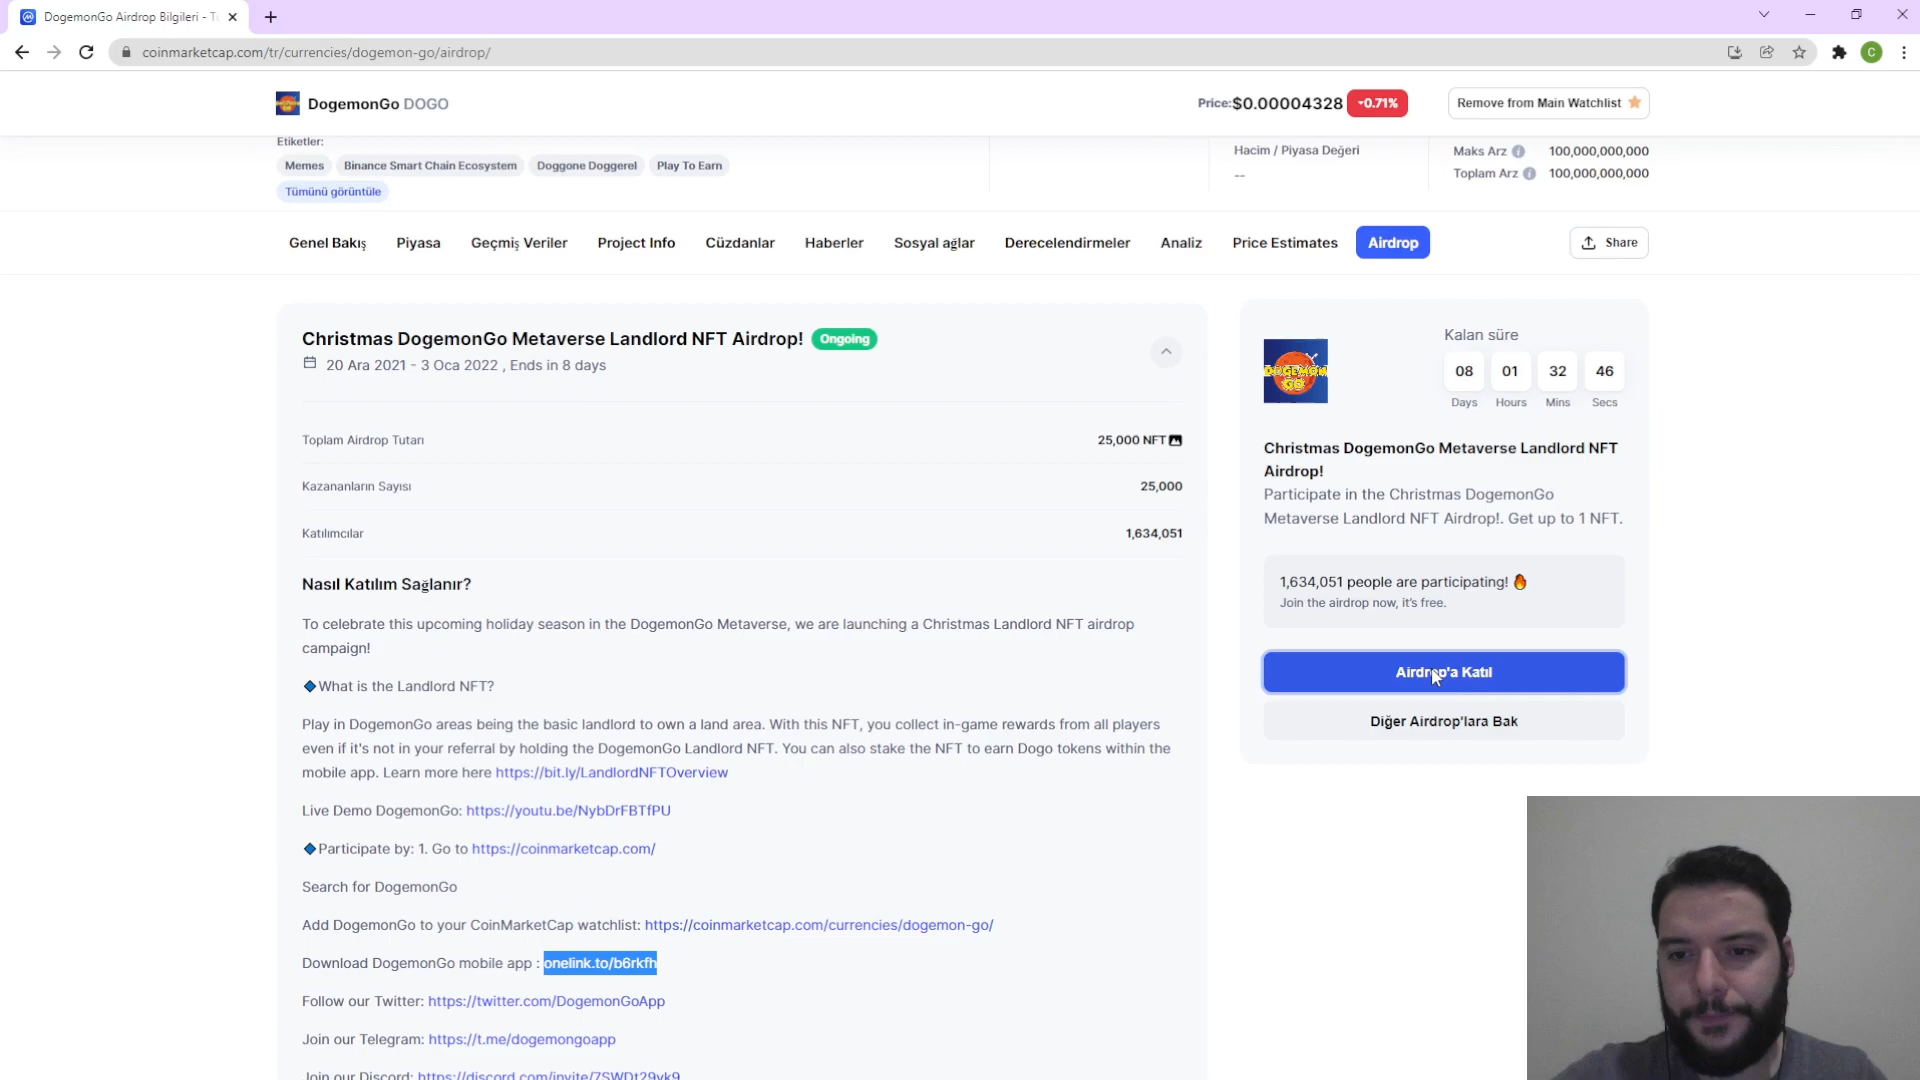 DogemonGo Airdrop Bilgileri - Tü
coinmarketcap.com/tr/currencies/dogemon-go/airdrop/
C
DogemonGo DOGO
Price:$0.00004328
-0.71%
Remove from Main Watchlist
Etiketler:
Memes
Binance Smart Chain Ecosystem
Doggone Doggerel
Play To Earn
Tümünü görüntüle
Hacim / Piyasa Değeri
--
Maks Arz
100,000,000,000
Toplam Arz
100,000,000,000
Genel Bakış
Piyasa
Geçmiş Veriler
Project Info
Cüzdanlar
Haberler
Sosyal ağlar
Derecelendirmeler
Analiz
Price Estimates
Airdrop
Share
Christmas DogemonGo Metaverse Landlord NFT Airdrop!
Ongoing
20 Ara 2021 - 3 Oca 2022 , Ends in 8 days
Toplam Airdrop Tutarı
25,000 NFT
Kazananların Sayısı
25,000
Katılımcılar
1,634,051
Nasıl Katılım Sağlanır?
To celebrate this upcoming holiday season in the DogemonGo Metaverse, we are launching a Christmas Landlord NFT airdrop
campaign!
What is the Landlord NFT?
Play in DogemonGo areas being the basic landlord to own a land area. With this NFT, you collect in-game rewards from all players
even if it's not in your referral by holding the DogemonGo Landlord NFT. You can also stake the NFT to earn Dogo tokens within the
mobile app. Learn more here https://bit.ly/LandlordNFTOverview
Live Demo DogemonGo: https://youtu.be/NybDrFBTfPU
Participate by: 1. Go to https://coinmarketcap.com/
Search for DogemonGo
Add DogemonGo to your CoinMarketCap watchlist: https://coinmarketcap.com/currencies/dogemon-go/
Download DogemonGo mobile app : onelink.to/b6rkfh
Follow our Twitter: https://twitter.com/DogemonGoApp
Join our Telegram: https://t.me/dogemongoapp
Join our Discord: https://discord.com/invite/7SWDt29vk9
DOGEMON
GO
Kalan süre
08
01
32
46
Days
Hours
Mins
Secs
Christmas DogemonGo Metaverse Landlord NFT
Airdrop!
Participate in the Christmas DogemonGo
Metaverse Landlord NFT Airdrop!. Get up to 1 NFT.
1,634,051 people are participating!
Join the airdrop now, it's free.
Airdrop'a Katıl
Diğer Airdrop'lara Bak